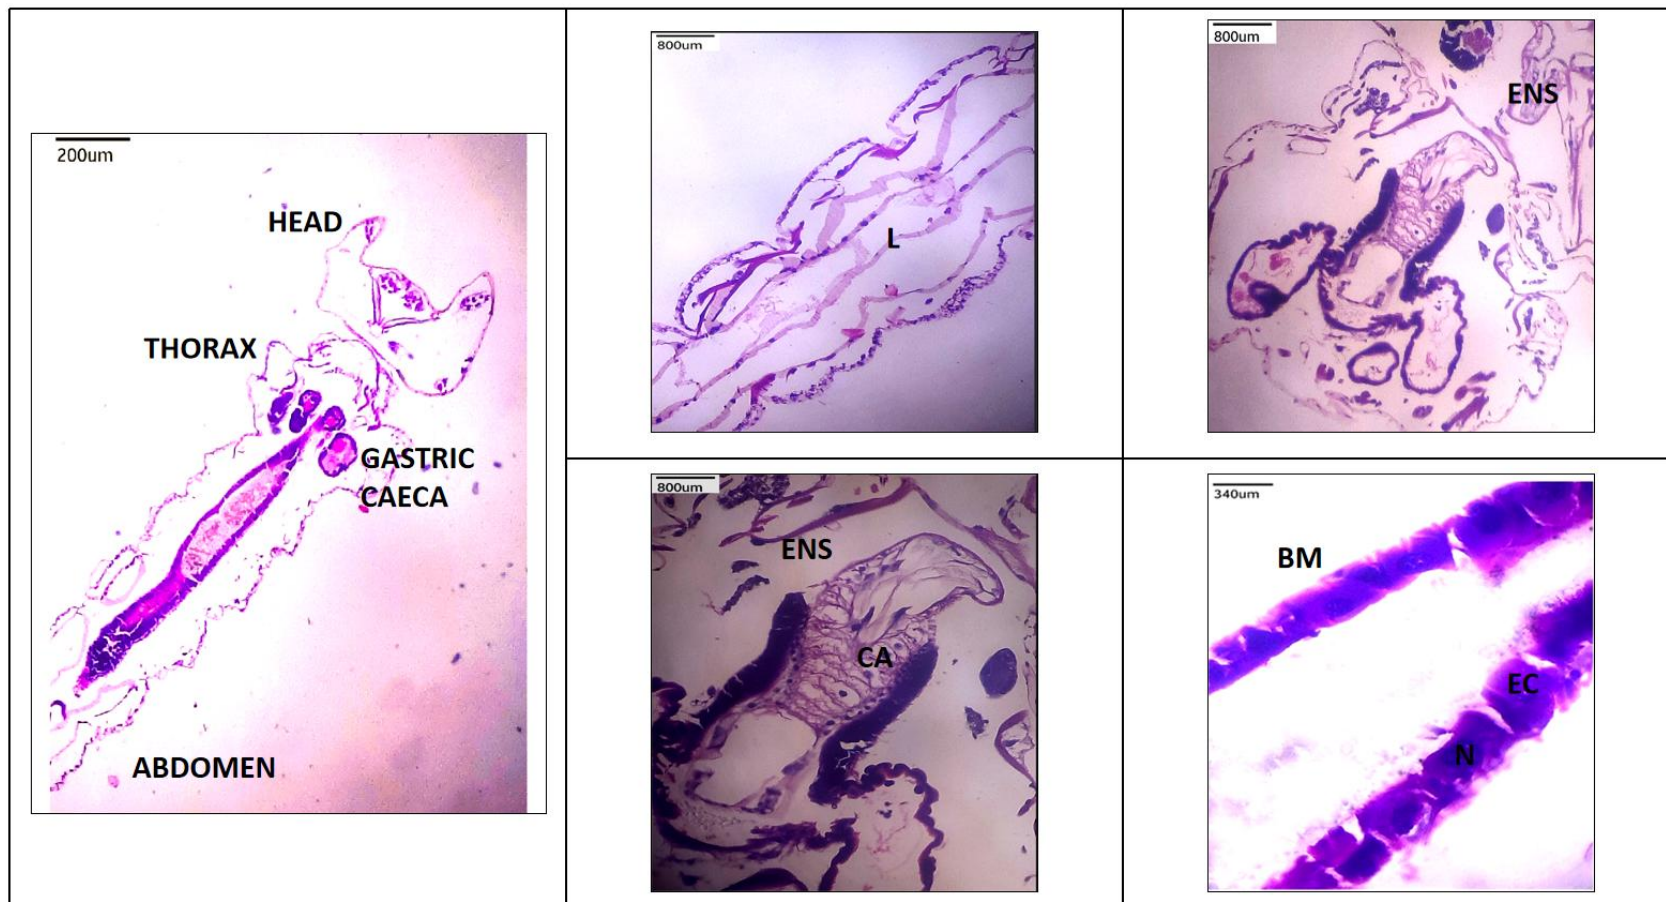 200um
HEAD
THORAX
GASTRIC
CAECA
ABDOMEN
800um
L
800um
ENS
800um
ENS
CA
340um
BM
EC
N